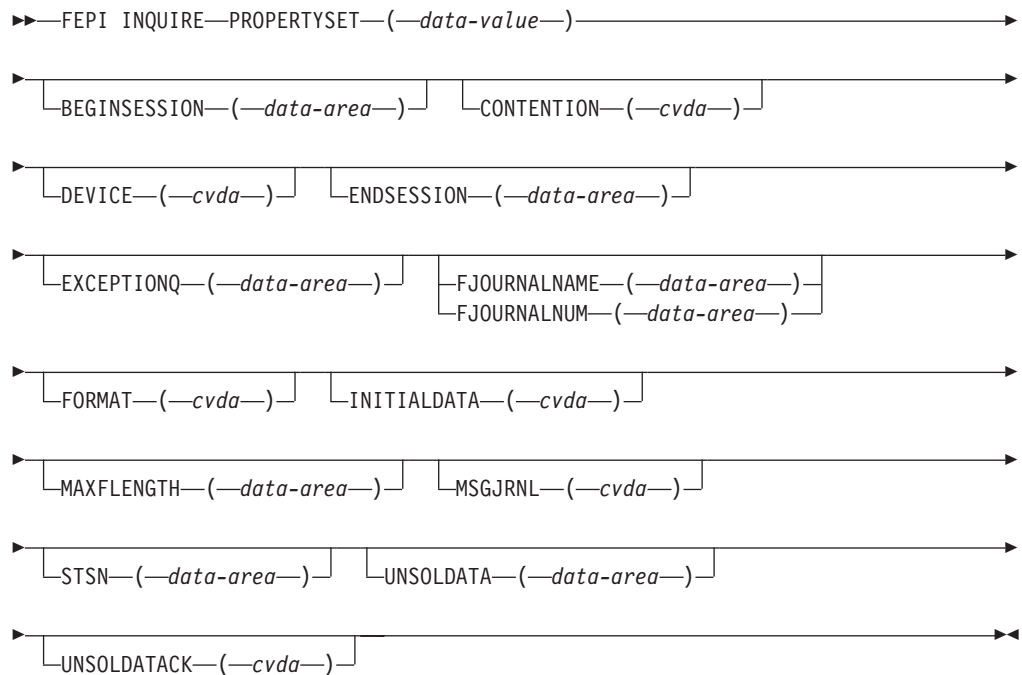 FEPI INQUIRE PROPERTYSET ( data-value )
BEGINSESSION ( data-area ) CONTENTION ( cvda )
DEVICE ( cvda ) ENDSESSION ( data-area )
EXCEPTIONQ ( data-area ) FJOURNALNAME ( data-area )
FJOURNALNUM ( data-area )
FORMAT ( cvda ) INITIALDATA ( cvda )
MAXFLENGTH ( data-area ) MSGJRNL ( cvda )
STSN ( data-area ) UNSOLDATA ( data-area )
UNSOLDATACK ( cvda )